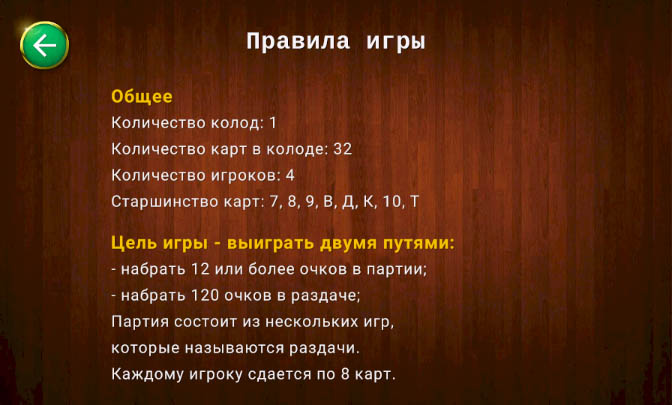 Правила игры
Общее
Количество колод: 1
Количество карт в колоде: 32
Количество игроков: 4
Старшинство карт: 7, 8, 9, В, Д, К, 10, Т
Цель игры - выиграть двумя путями:
- набрать 12 или более очков в партии;
- набрать 120 очков в раздаче;
Партия состоит из нескольких игр,
которые называются раздачи.
Каждому игроку сдается по 8 карт.